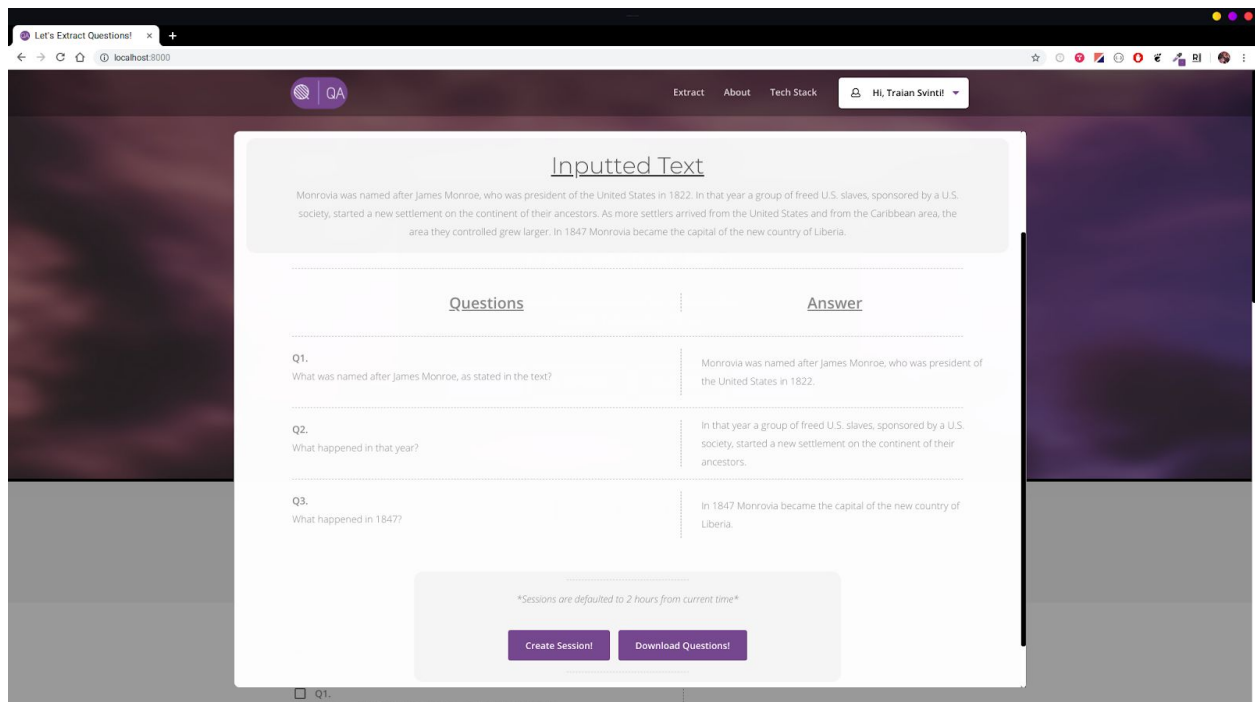 Let's Extract Questions!
localhost:8000
QA
Extract About Tech Stack Hi, Traian Svinti!
Inputted Text
Monrovia was named after James Monroe, who was president of the United States in 1822. In that year a group of freed U.S. slaves, sponsored by a U.S.
society, started a new settlement on the continent of their ancestors. As more settlers arrived from the United States and from the Caribbean area, the
area they controlled grew larger. In 1847 Monrovia became the capital of the new country of Liberia.
Questions Answer
Q1.
What was named after James Monroe, as stated in the text?
Monrovia was named after James Monroe, who was president of
the United States in 1822.
Q2.
What happened in that year?
In that year a group of freed U.S. slaves, sponsored by a U.S.
society, started a new settlement on the continent of their
ancestors.
Q3.
What happened in 1847?
In 1847 Monrovia became the capital of the new country of
Liberia.
*Sessions are defaulted to 2 hours from current time*
Create Session! Download Questions!
Q1.